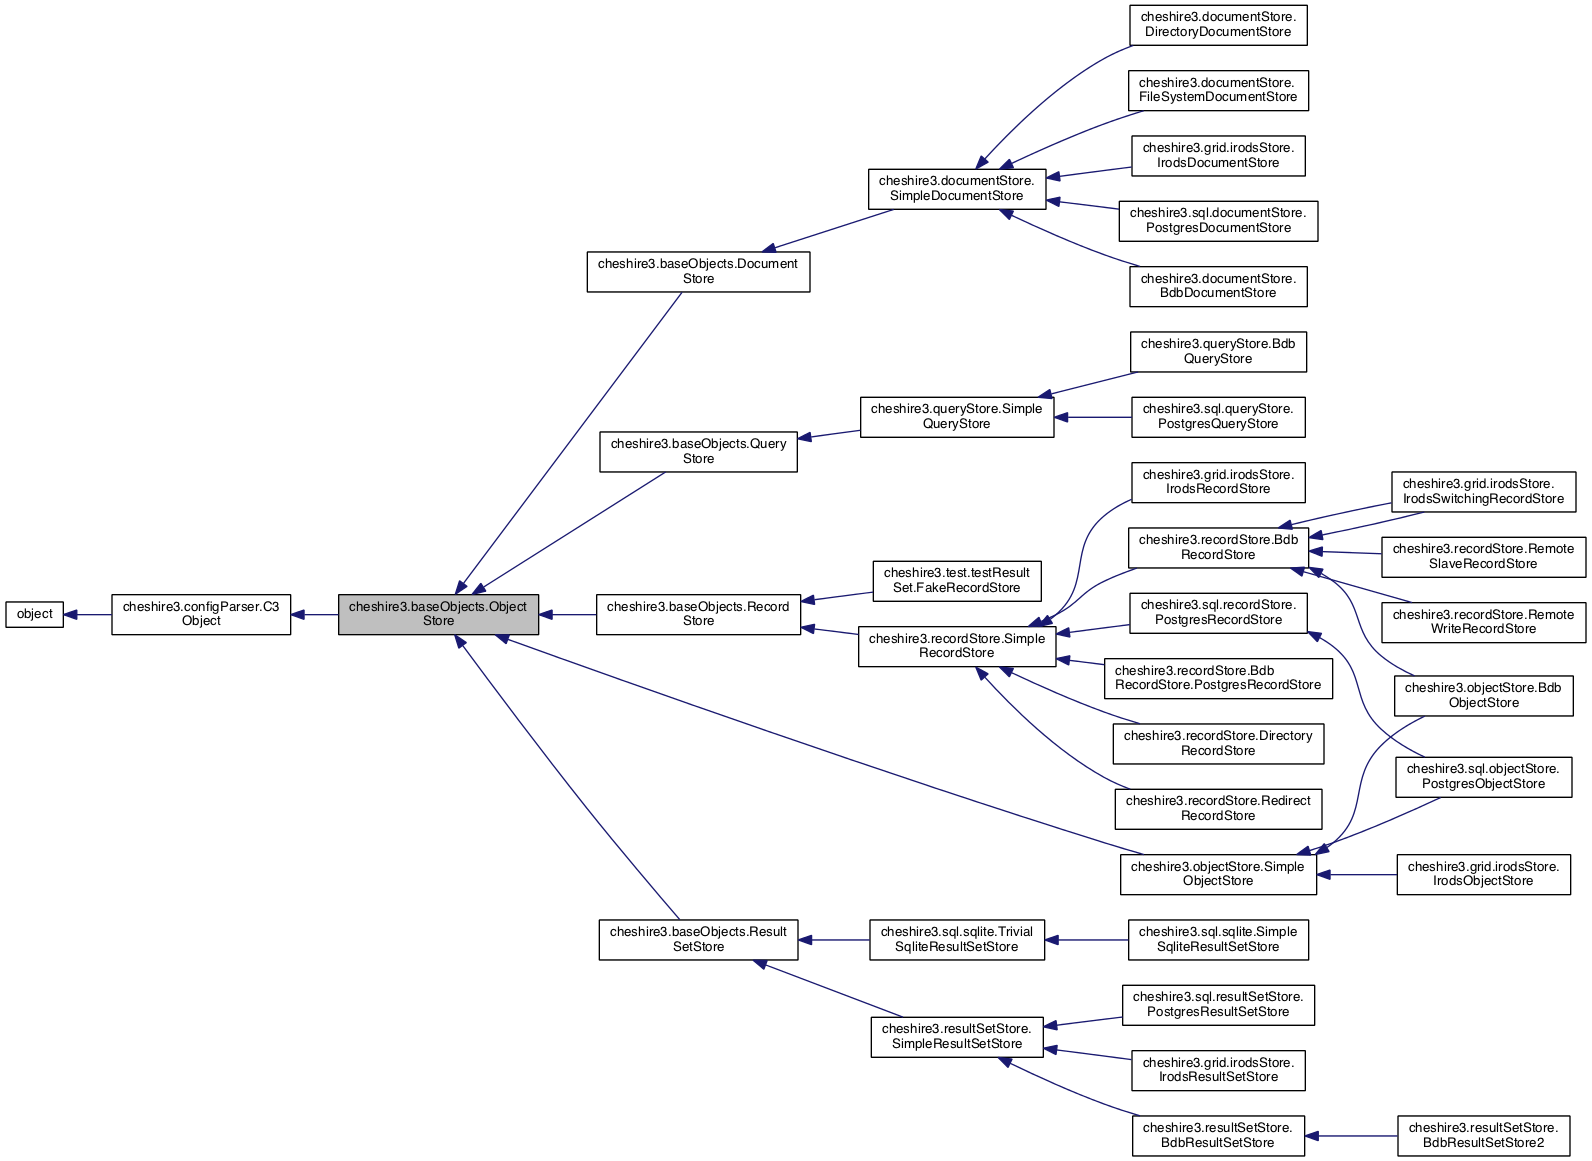 cheshire3.documentStore.
DirectoryDocumentStore
cheshire3.documentStore.
FileSystemDocumentStore
cheshire3.grid.irodsStore.
IrodsDocumentStore
cheshire3.documentStore.
SimpleDocumentStore
cheshire3.sql.documentStore.
PostgresDocumentStore
cheshire3.baseObjects.Document
Store
cheshire3.documentStore.
BdbDocumentStore
cheshire3.queryStore.Bdb
QueryStore
cheshire3.queryStore.Simple
QueryStore
cheshire3.sql.queryStore.
PostgresQueryStore
cheshire3.baseObjects.Query
Store
cheshire3.grid.irodsStore.
IrodsRecordStore
cheshire3.grid.irodsStore.
IrodsSwitchingRecordStore
cheshire3.recordStore.Bdb
RecordStore
cheshire3.recordStore.Remote
SlaveRecordStore
cheshire3.test.testResult
Set.FakeRecordStore
object
cheshire3.configParser.C3
Object
cheshire3.baseObjects.Object
Store
cheshire3.baseObjects.Record
Store
cheshire3.sql.recordStore.
PostgresRecordStore
cheshire3.recordStore.Remote
WriteRecordStore
cheshire3.recordStore.Simple
RecordStore
cheshire3.recordStore.Bdb
RecordStore.PostgresRecordStore
cheshire3.objectStore.Bdb
ObjectStore
cheshire3.recordStore.Directory
RecordStore
cheshire3.sql.objectStore.
PostgresObjectStore
cheshire3.recordStore.Redirect
RecordStore
cheshire3.objectStore.Simple
ObjectStore
cheshire3.grid.irodsStore.
IrodsObjectStore
cheshire3.baseObjects.Result
SetStore
cheshire3.sql.sqlite.Trivial
SqliteResultSetStore
cheshire3.sql.sqlite.Simple
SqliteResultSetStore
cheshire3.sql.resultSetStore.
PostgresResultSetStore
cheshire3.resultSetStore.
SimpleResultSetStore
cheshire3.grid.irodsStore.
IrodsResultSetStore
cheshire3.resultSetStore.
BdbResultSetStore
cheshire3.resultSetStore.
BdbResultSetStore2